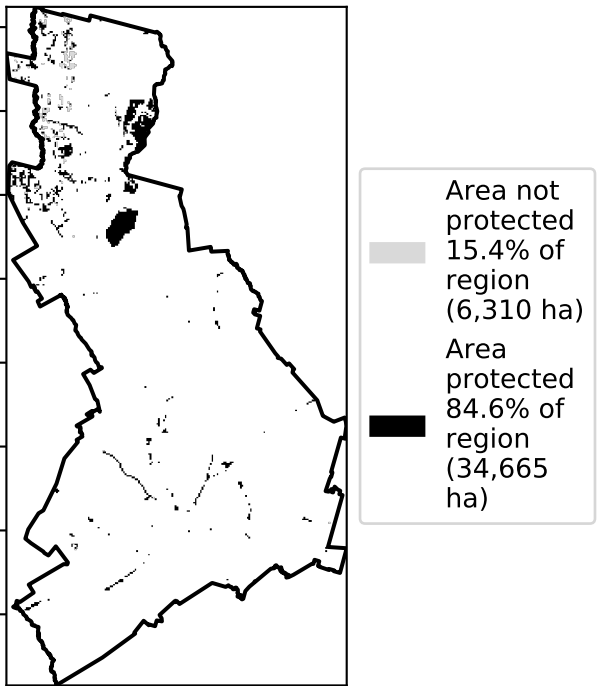 Area not
protected
15.4% of
region
(6,310 ha)
Area
protected
84.6% of
region
(34,665
ha)